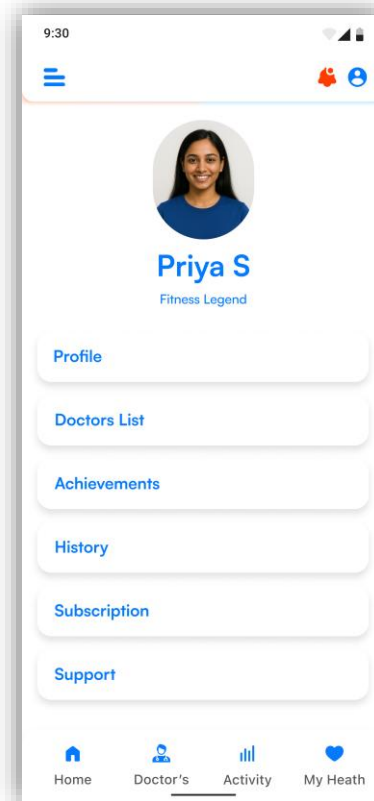 9:30
Priya S
Fitness Legend
Profile
Doctors List
Achievements
History
Subscription
Support
Home Doctor's Activity My Heath